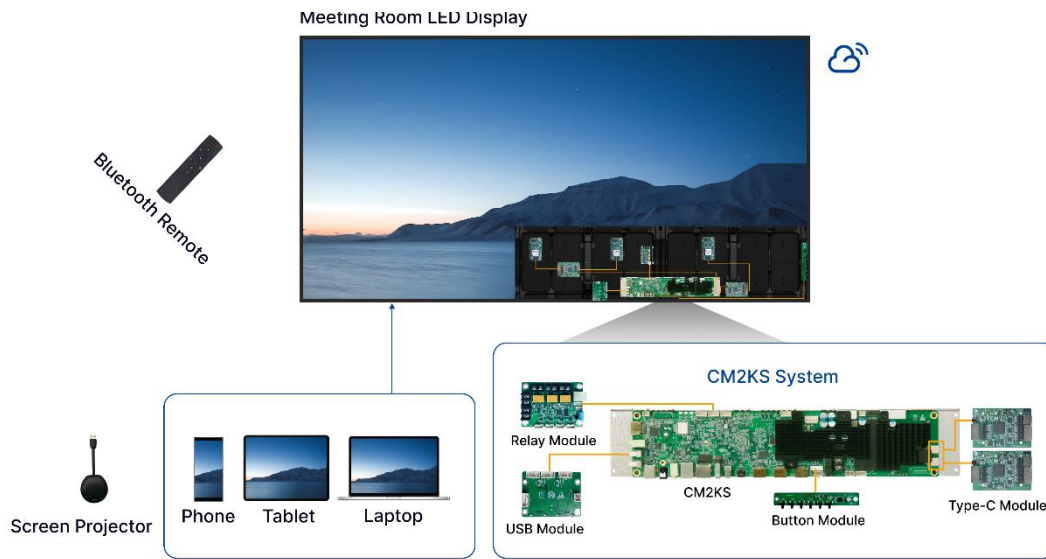 Meeting Room LED Display
Bluetooth Remote
CM2KS System
Relay Module
CM2KS
USB Module
Button Module
Type-C Module
Phone
Tablet
Laptop
Screen Projector